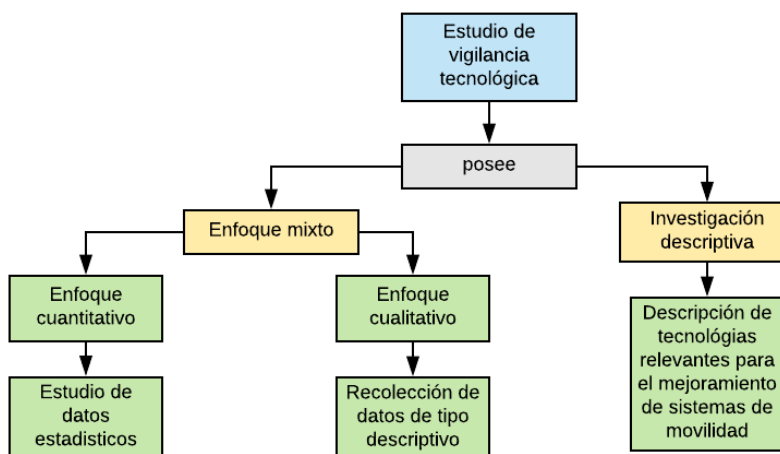 Estudio de
vigilancia
tecnológica
posee
Enfoque mixto
Investigación
descriptiva
Enfoque
cuantitativo
Enfoque
cualitativo
Descripción de
tecnológias
relevantes para
el mejoramiento
de sistemas de
movilidad
Estudio de
datos
estadisticos
Recolección de
datos de tipo
descriptivo